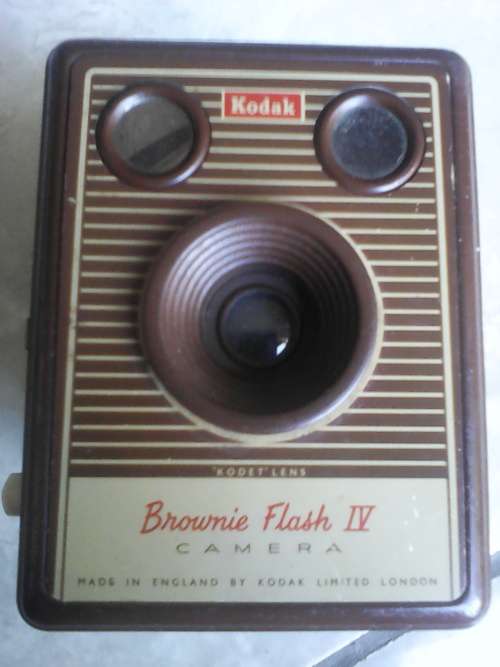 Kodak
'KODET' LENS
Brownie Flash IV
CAMERA
MADE IN ENGLAND BY KODAK LIMITED LONDON